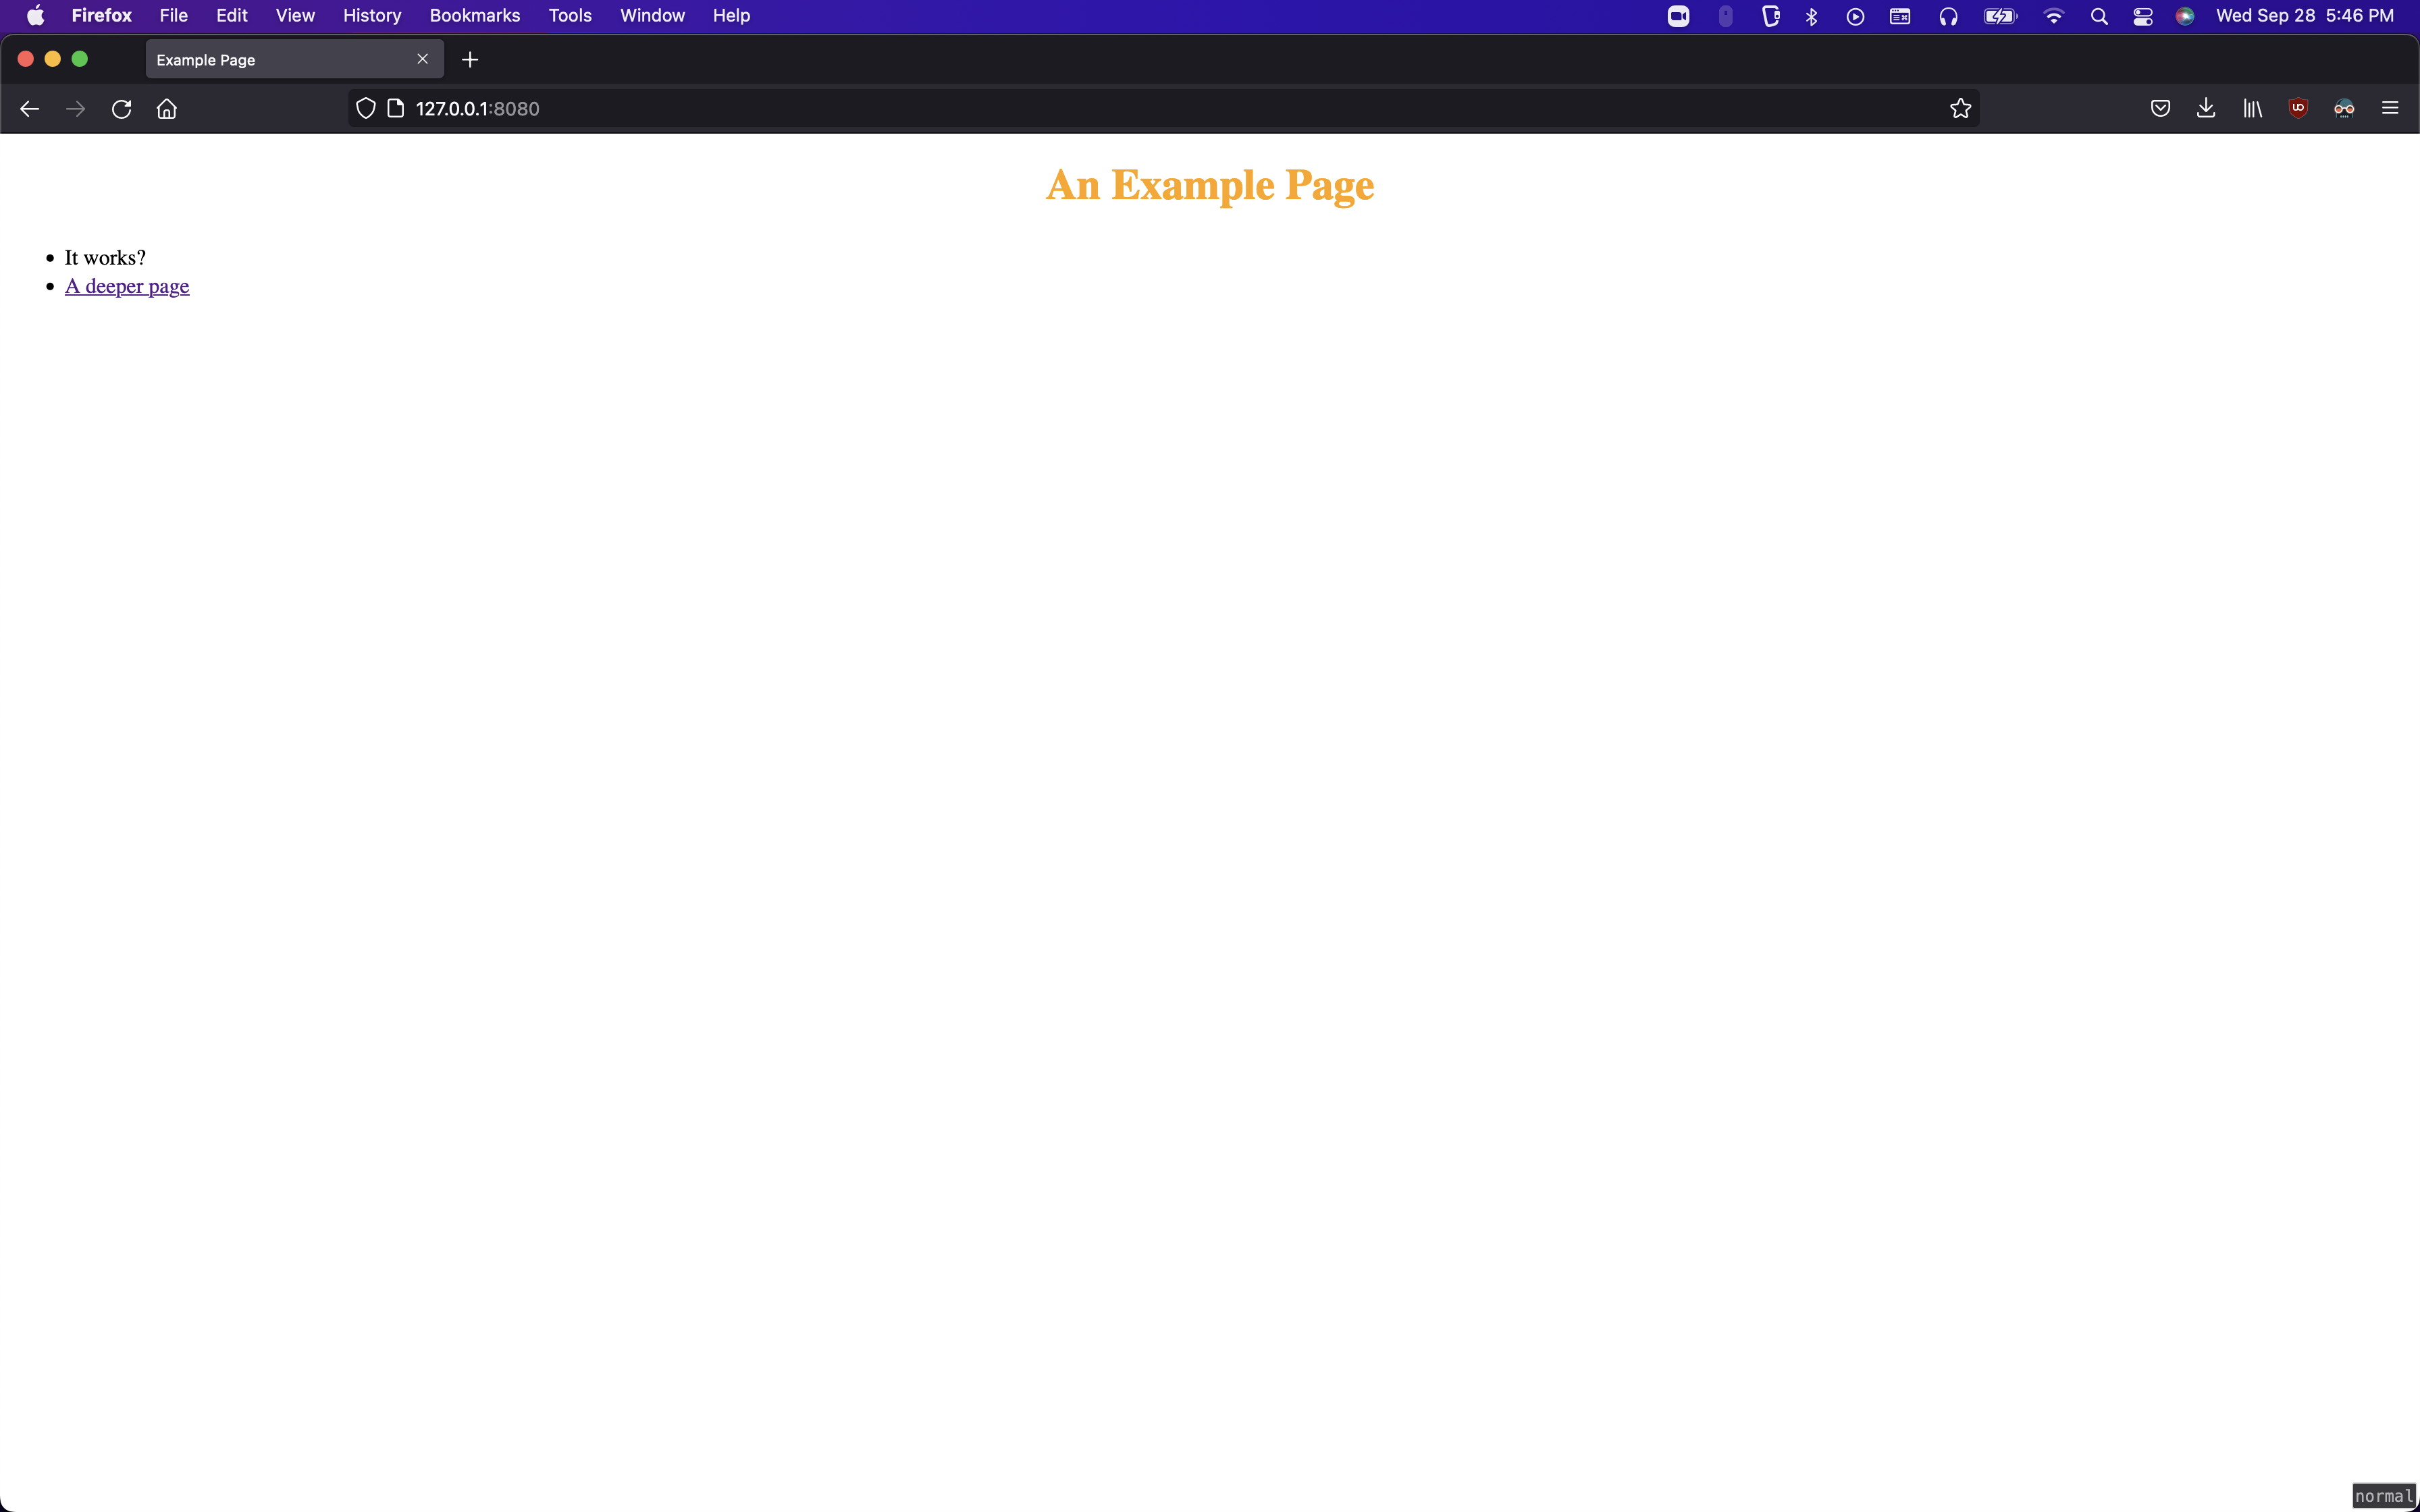 Firefox File Edit View History Bookmarks Tools Window Help Wed Sep 28 5:46 PM
Example Page
127.0.0.1:8080
An Example Page
It works?
A deeper page
normal